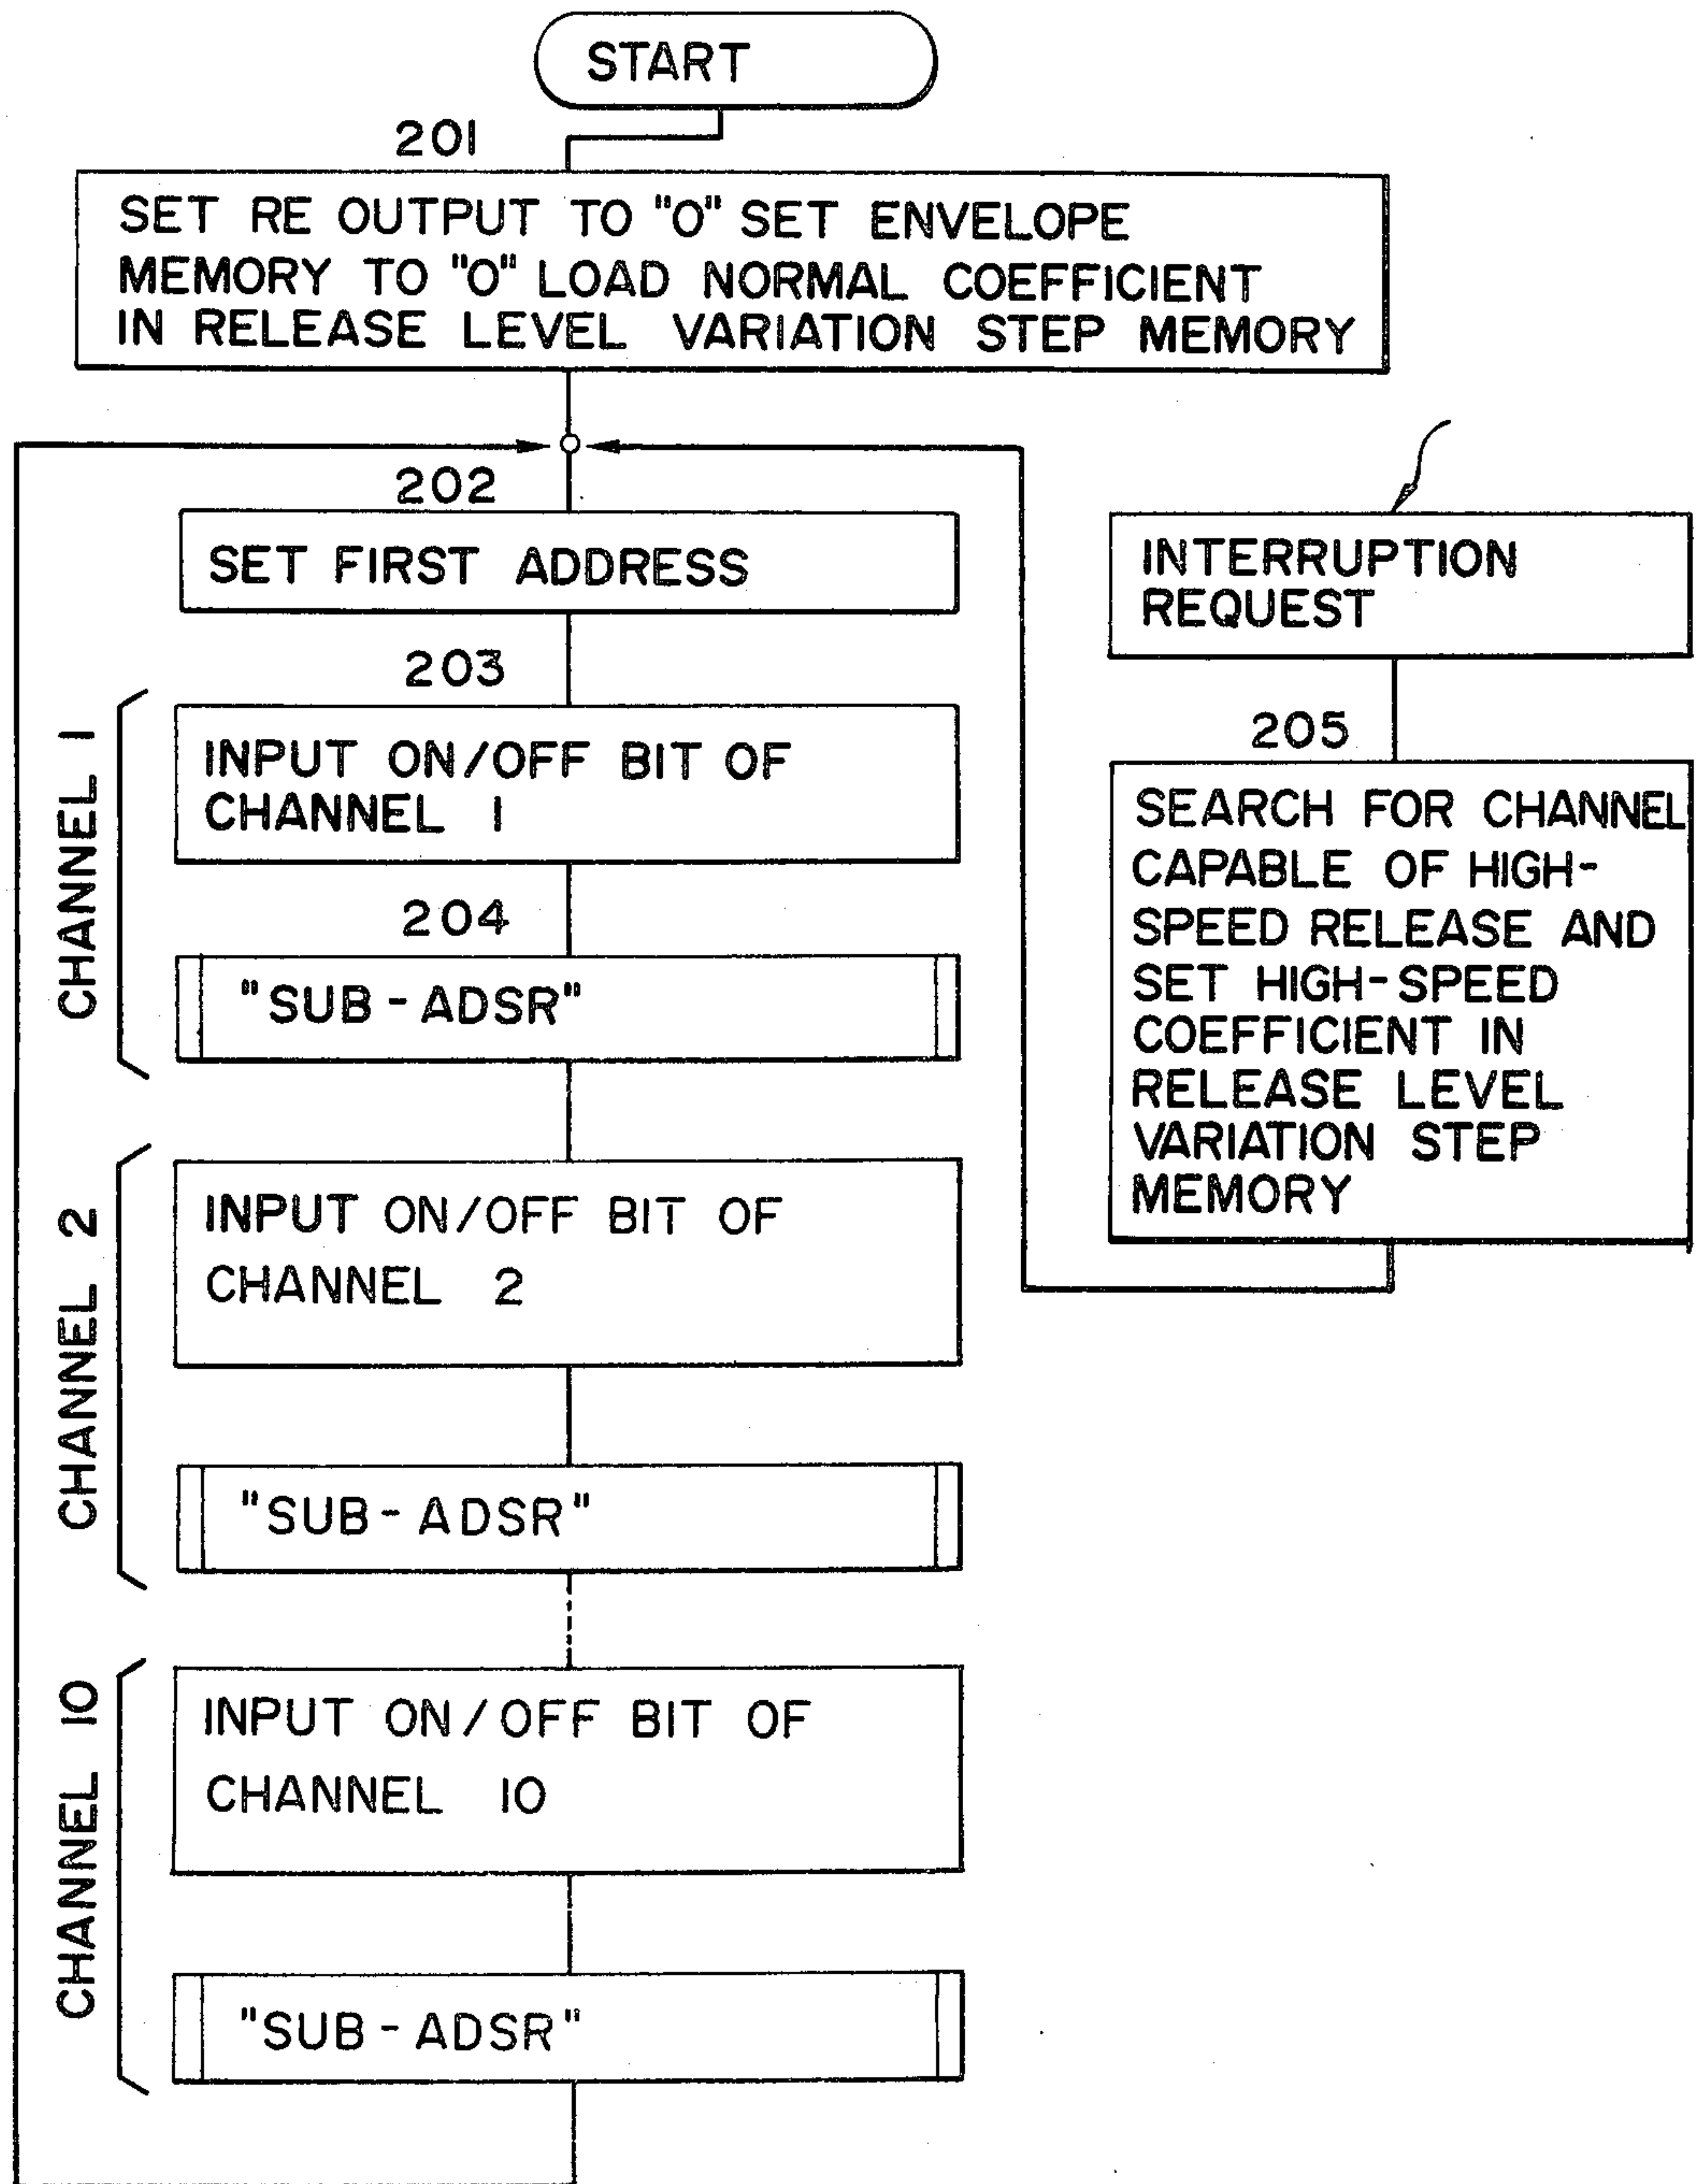 START
201
SET RE OUTPUT TO "O" SET ENVELOPE
MEMORY TO "O" LOAD NORMAL COEFFICIENT
IN RELEASE LEVEL VARIATION STEP MEMORY
202
SET FIRST ADDRESS
CHANNEL 1
203
INPUT ON/OFF BIT OF
CHANNEL 1
204
"SUB-ADSR"
CHANNEL 2
INPUT ON/OFF BIT OF
CHANNEL 2
"SUB-ADSR"
CHANNEL 10
INPUT ON/OFF BIT OF
CHANNEL 10
"SUB-ADSR"
INTERRUPTION
REQUEST
205
SEARCH FOR CHANNEL
CAPABLE OF HIGH-
SPEED RELEASE AND
SET HIGH-SPEED
COEFFICIENT IN
RELEASE LEVEL
VARIATION STEP
MEMORY